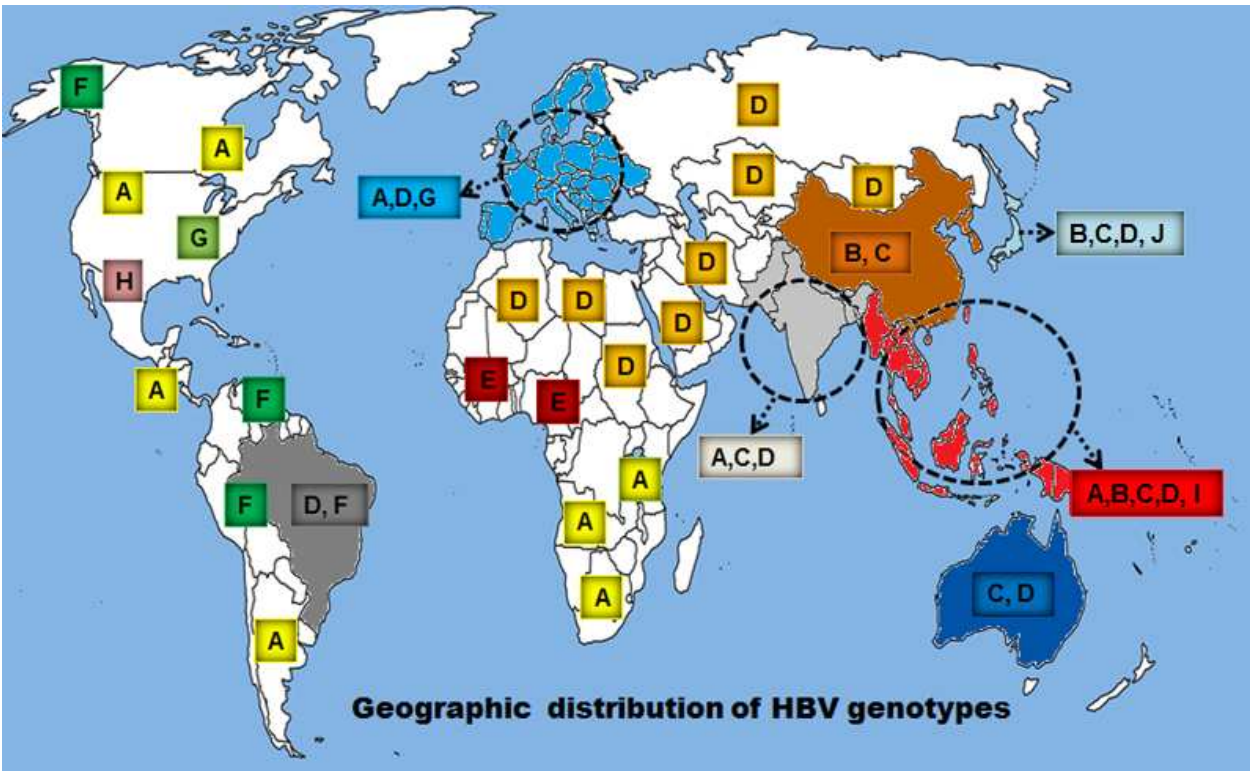 F
D
A
D
D
A
A,D,G
G
B,C,D, J
B, C
D
H
D
D
D
D
E
A
F
E
A,C,D
A
F
D, F
A,B,C,D, I
A
A
C, D
A
Geographic distribution of HBV genotypes